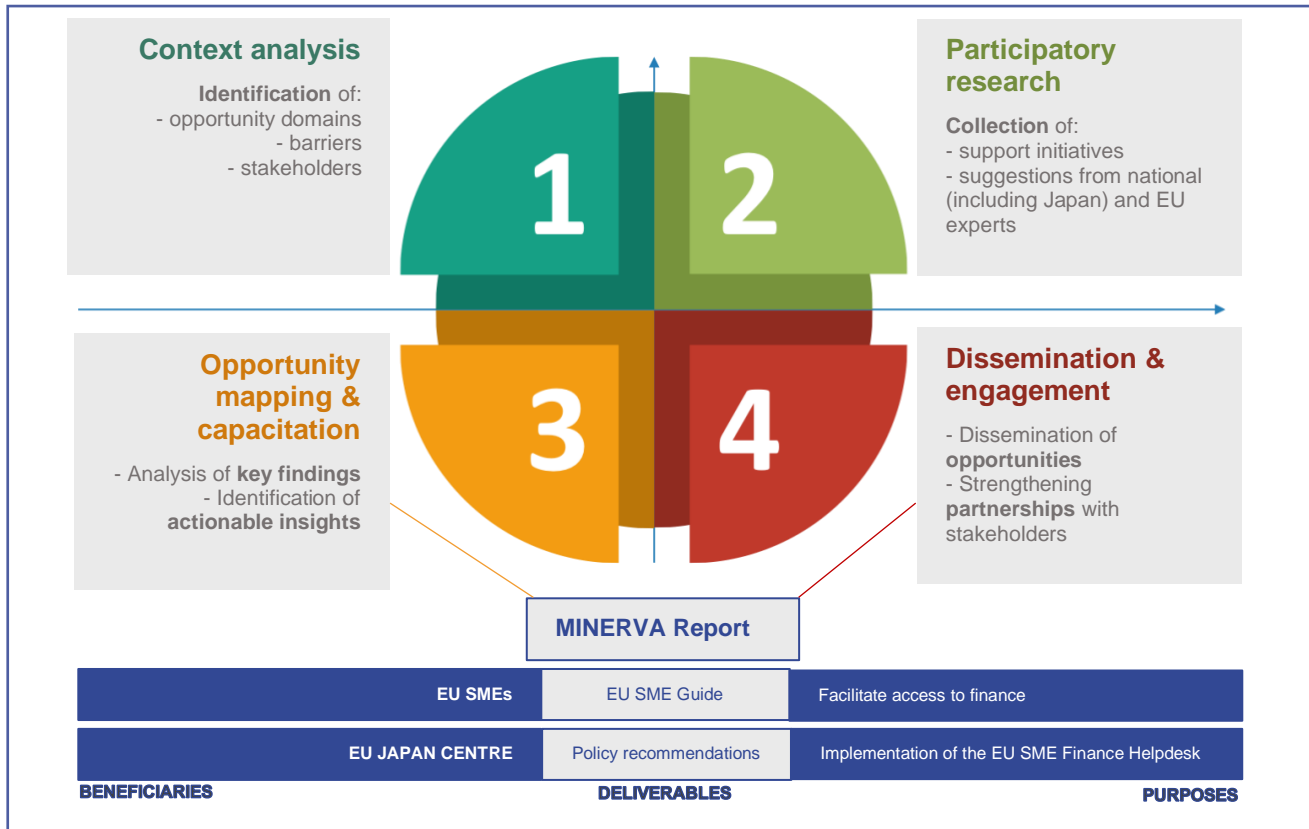 Context analysis
Identification of:
- opportunity domains
- barriers
- stakeholders
1
2
Participatory
research
Collection of:
- support initiatives
- suggestions from national
(including Japan) and EU
experts
Opportunity
mapping &
capacitation
- Analysis of key findings
- Identification of
actionable insights
3
4
Dissemination &
engagement
- Dissemination of
opportunities
- Strengthening
partnerships with
stakeholders
MINERVA Report
EU SMEs
EU SME Guide
Facilitate access to finance
EU JAPAN CENTRE
Policy recommendations
Implementation of the EU SME Finance Helpdesk
BENEFICIARIES
DELIVERABLES
PURPOSES